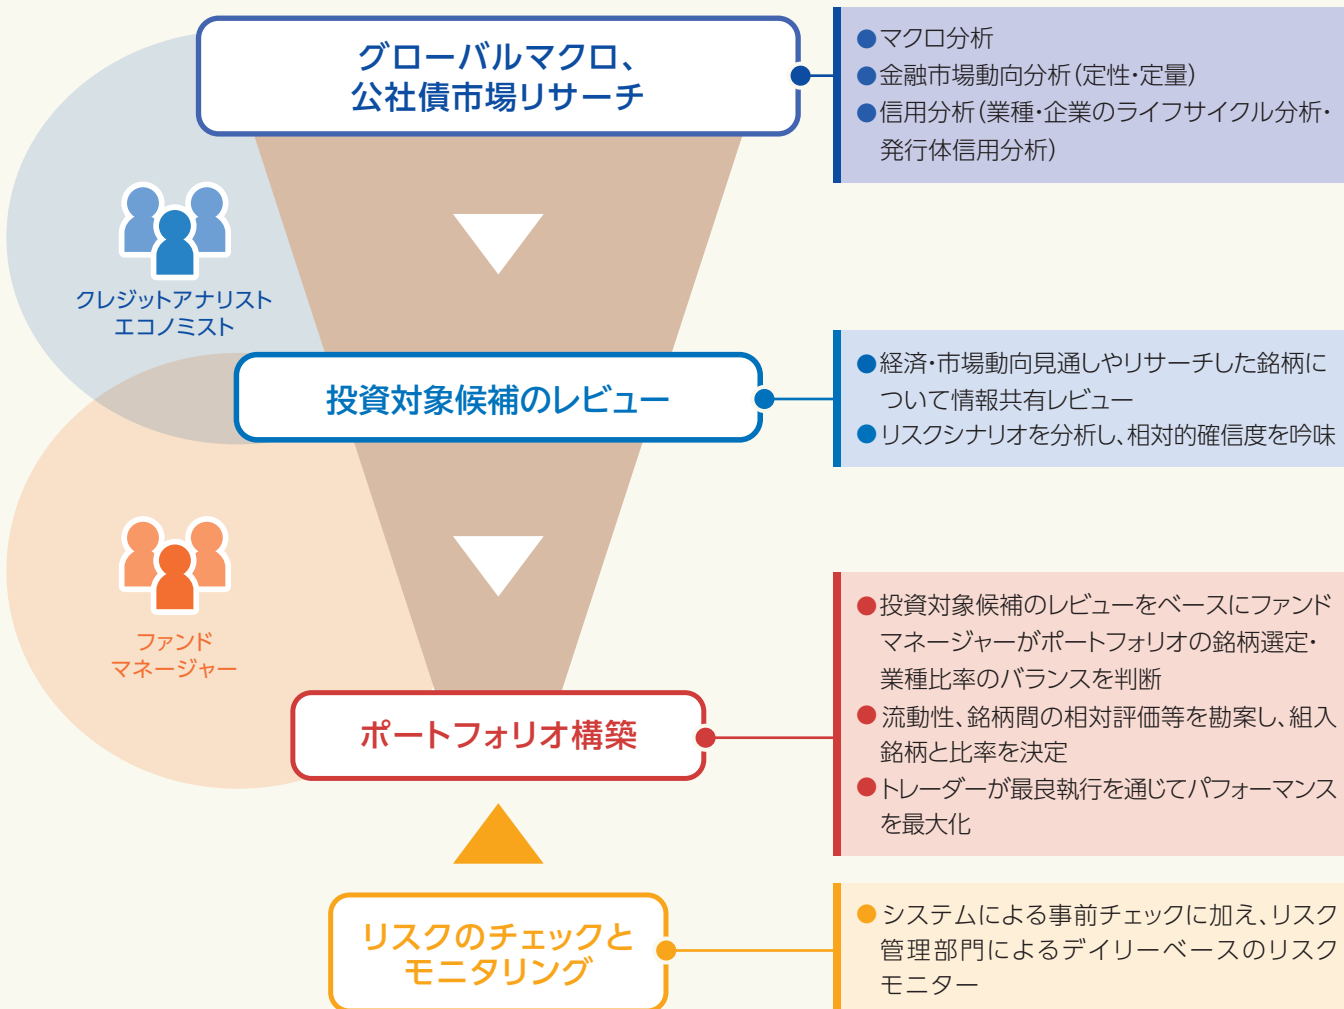 グローバルマクロ、
公社債市場リサーチ
●マクロ分析
●金融市場動向分析(定性・定量)
●信用分析(業種・企業のライフサイクル分析・
発行体信用分析)
クレジットアナリスト
エコノミスト
投資対象候補のレビュー
●経済・市場動向見通しやリサーチした銘柄に
ついて情報共有レビュー
●リスクシナリオを分析し、相対的確信度を吟味
ファンド
マネージャー
ポートフォリオ構築
●投資対象候補のレビューをベースにファンド
マネージャーがポートフォリオの銘柄選定・
業種比率のバランスを判断
●流動性、銘柄間の相対評価等を勘案し、組入
銘柄と比率を決定
●トレーダーが最良執行を通じてパフォーマンス
を最大化
リスクのチェックと
モニタリング
●システムによる事前チェックに加え、リスク
管理部門によるデイリーベースのリスク
モニター